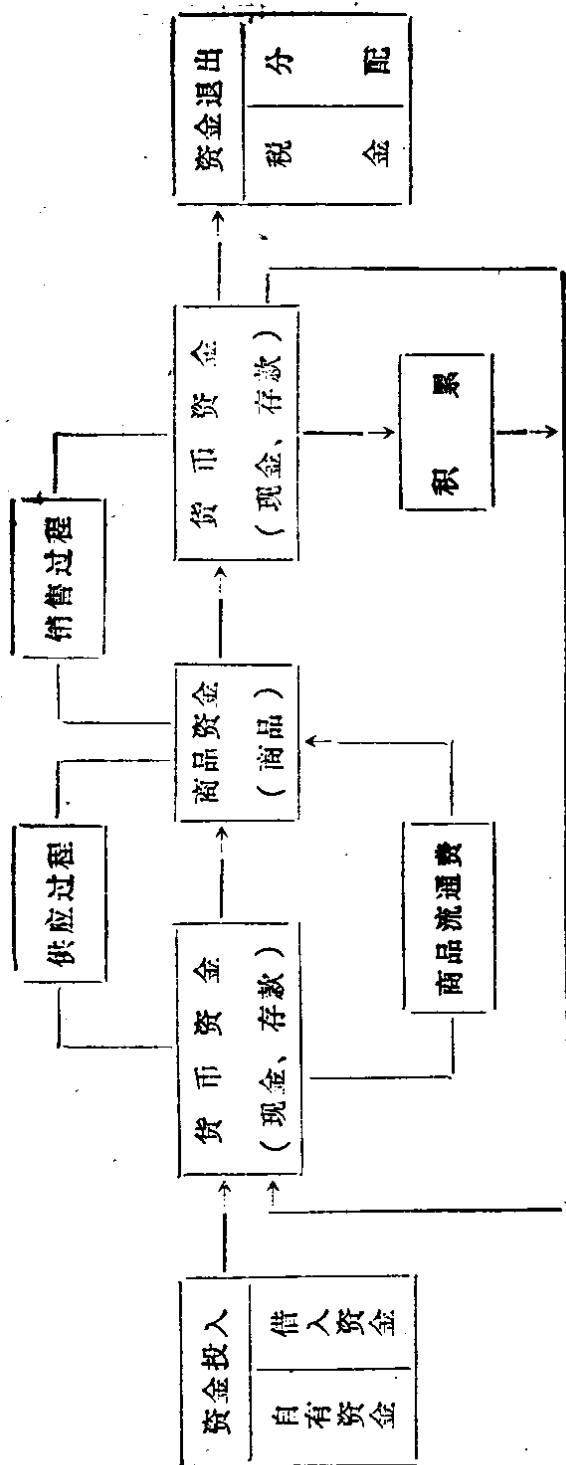 供应过程
销售过程
资金投入
自有资金
借入资金
货币资金
（现金、存款）
商品资金
（商品）
货币资金
（现金、存款）
资金退出
税金
分配
商品流通费
积累